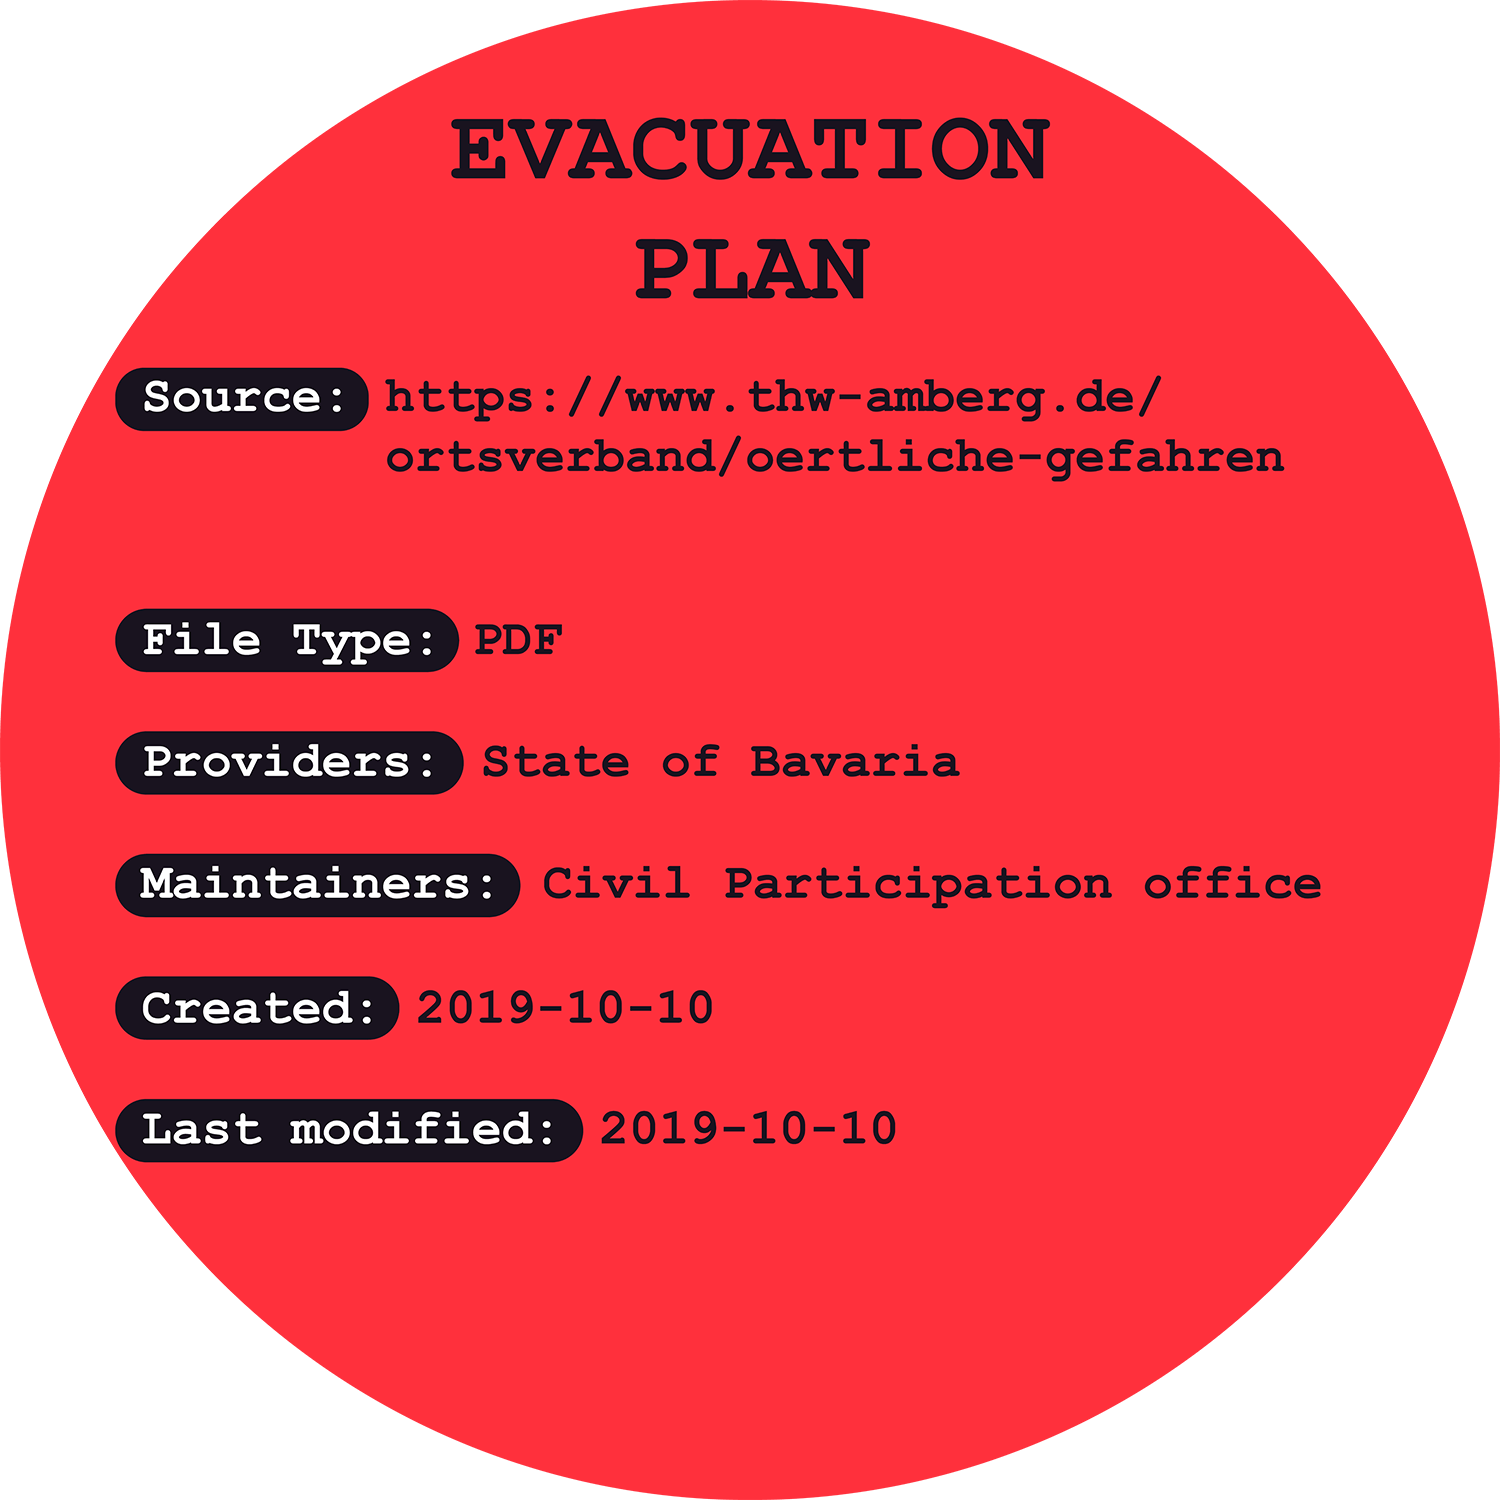 EVACUATION
PLAN
Source: https://www.thw-amberg.de/
ortsverband/oertliche-gefahren
File Type: PDF
Providers: State of Bavaria
Maintainers: Civil Participation office
Created: 2019-10-10
Last modified: 2019-10-10